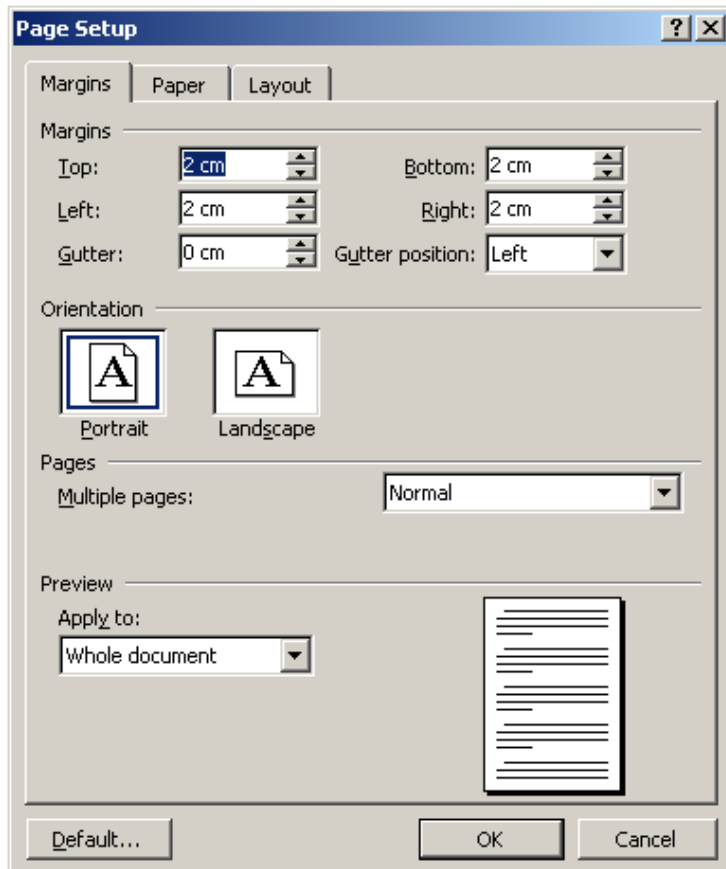 Page Setup
Margins Paper Layout
Margins
Top: 2 cm Bottom: 2 cm
Left: 2 cm Right: 2 cm
Gutter: 0 cm Gutter position: Left
Orientation
A A
Portrait Landscape
Pages
Multiple pages: Normal
Preview
Apply to:
Whole document
Default... OK Cancel